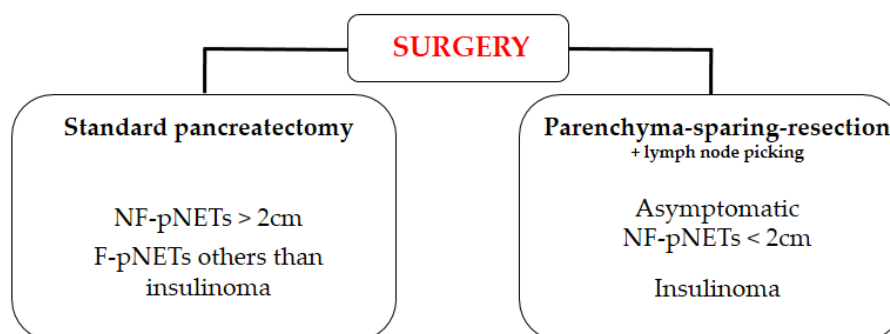 SURGERY
Standard pancreatectomy
NF-pNETs > 2cm
F-pNETs others than
insulinoma
Parenchyma-sparing-resection
+ lymph node picking
Asymptomatic
NF-pNETs < 2cm
Insulinoma